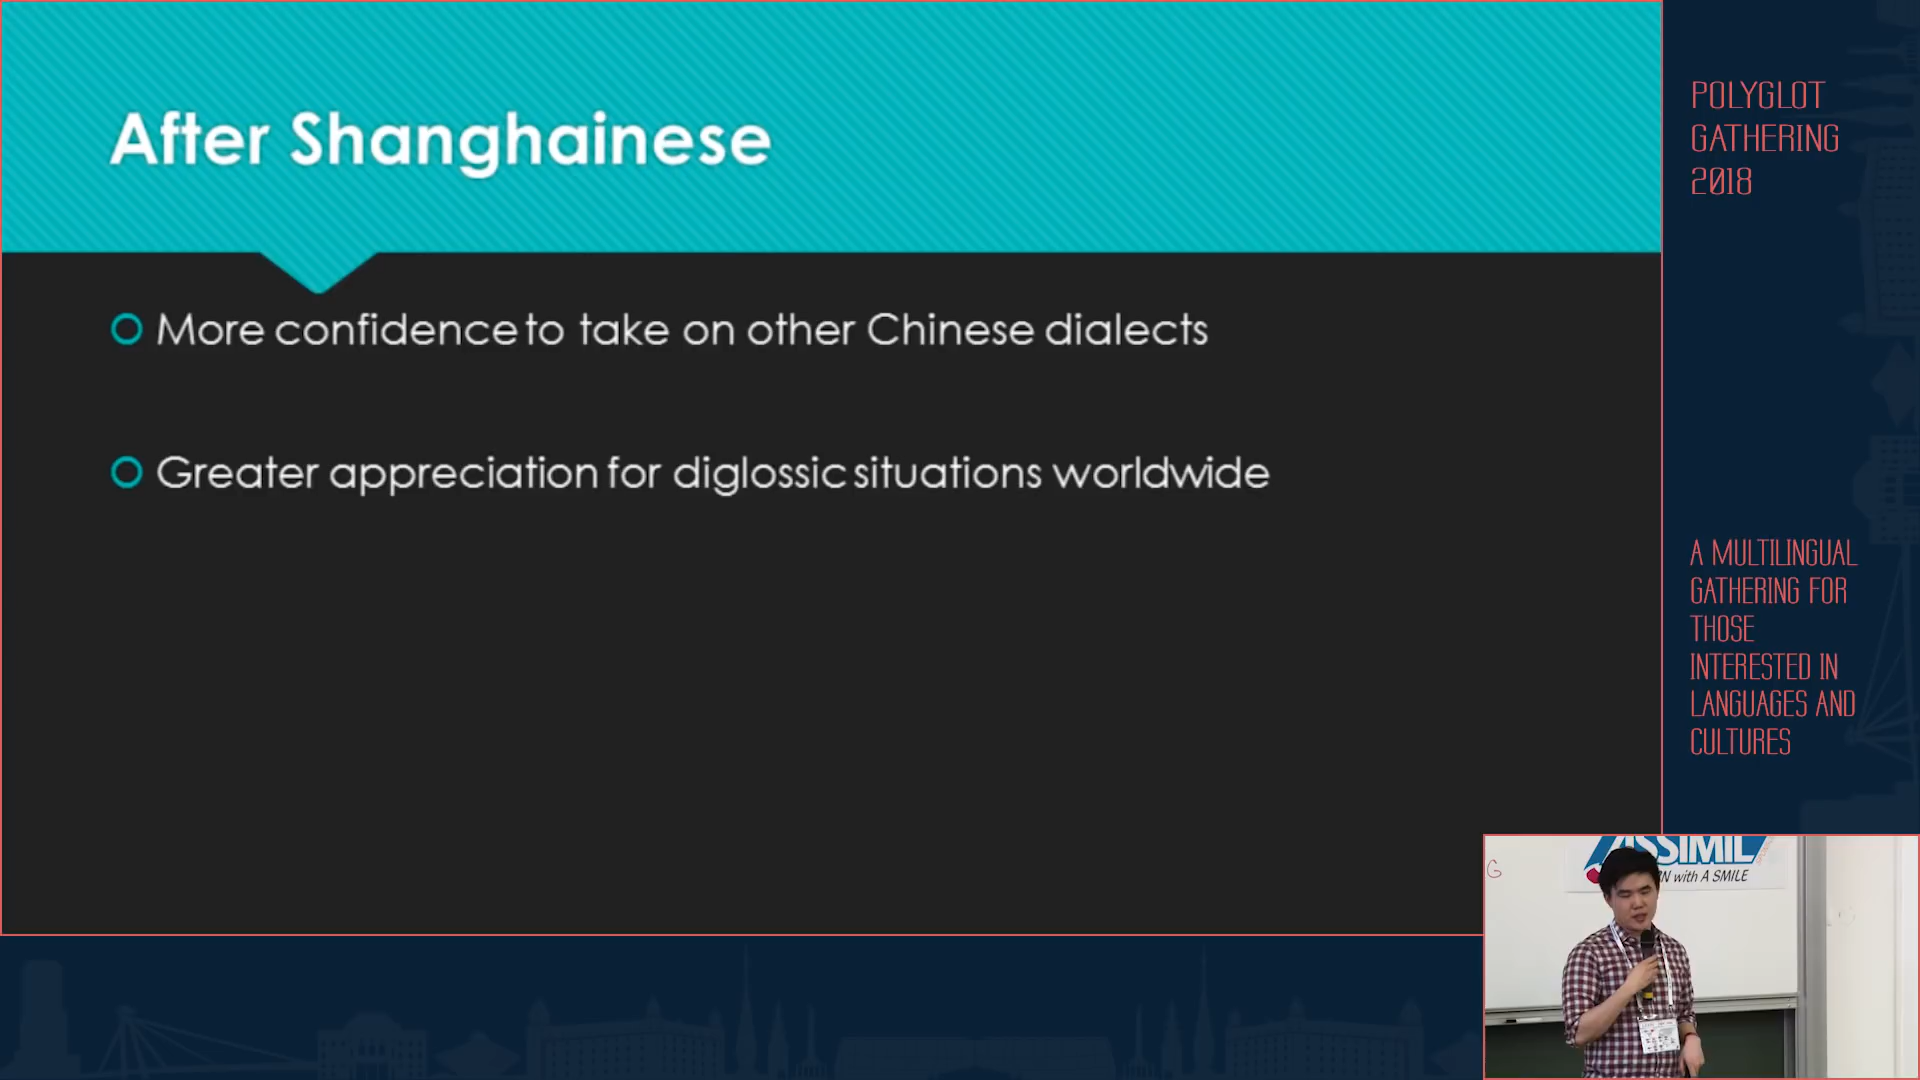 After Shanghainese
More confidence to take on other Chinese dialects
Greater appreciation for diglossic situations worldwide
POLYGLOT
GATHERING
2018
A MULTILINGUAL
GATHERING FOR
THOSE
INTERESTED IN
LANGUAGES AND
CULTURES
ASSIMIL
with A SMILE
G